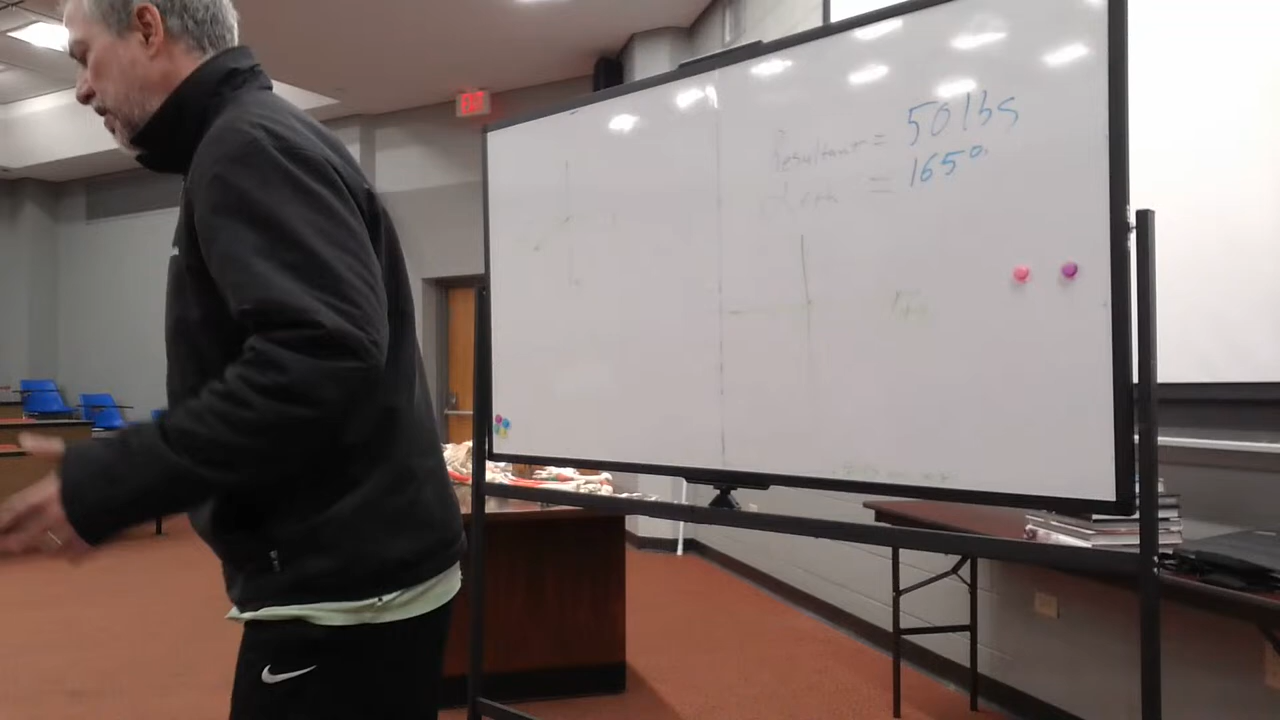 EXIT
Resultant = 50 lbs
= 165°